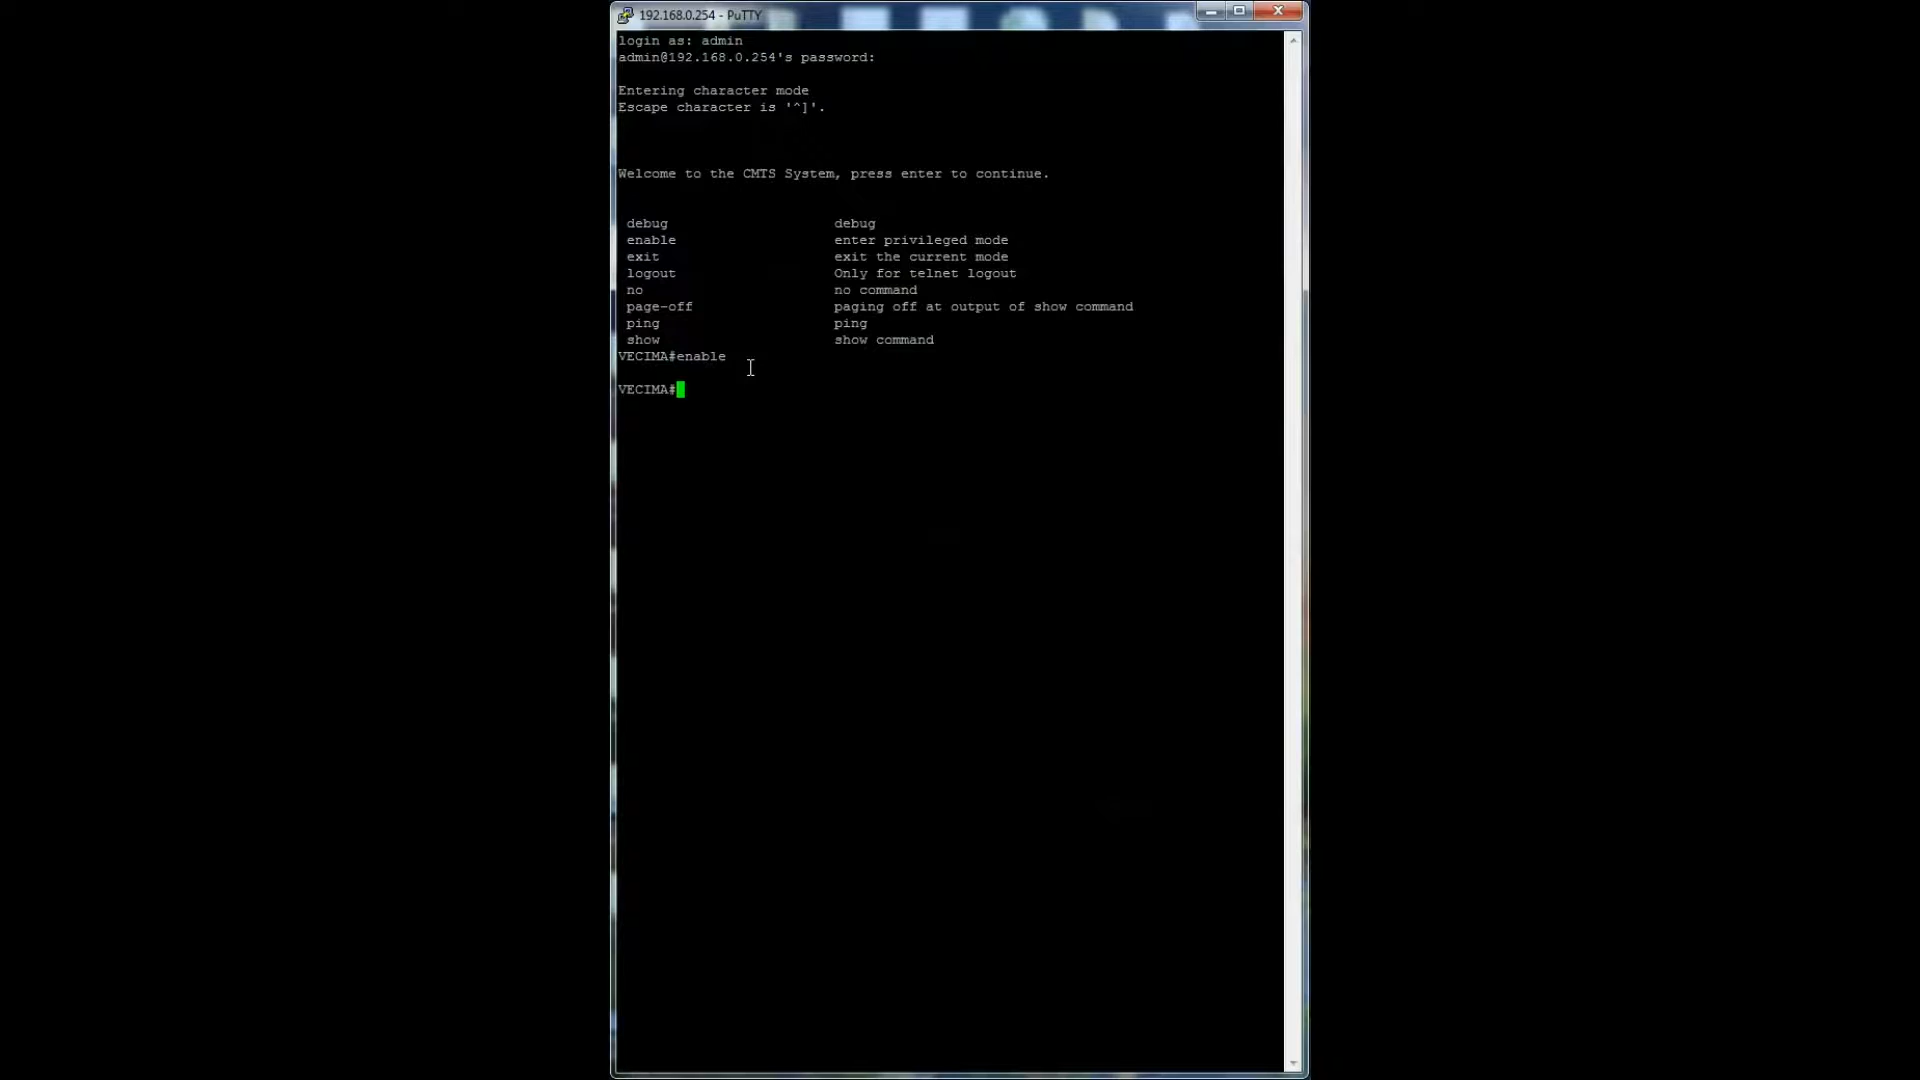 192.168.0.254 - PuTTY
login as: admin
admin@192.168.0.254's password:
Entering character mode
Escape character is '^]'.
Welcome to the CMTS System, press enter to continue.
debug debug
enable enter privileged mode
exit exit the current mode
logout Only for telnet logout
no no command
page-off paging off at output of show command
ping ping
show show command
VECIMA#enable
VECIMA#